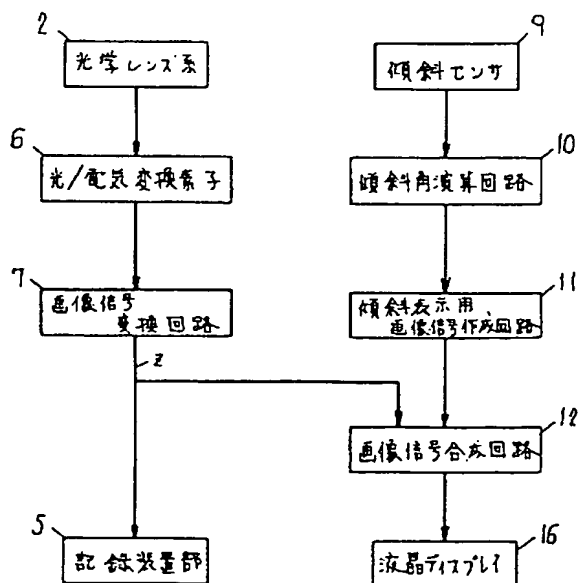 2
光学レンズ系
9
傾斜センサ
6
光/電気変換素子
10
傾斜角演算回路
7
画像信号
変換回路
11
傾斜表示用
画像信号作成回路
Z
12
画像信号合成回路
5
記録装置部
16
液晶ディスプレイ